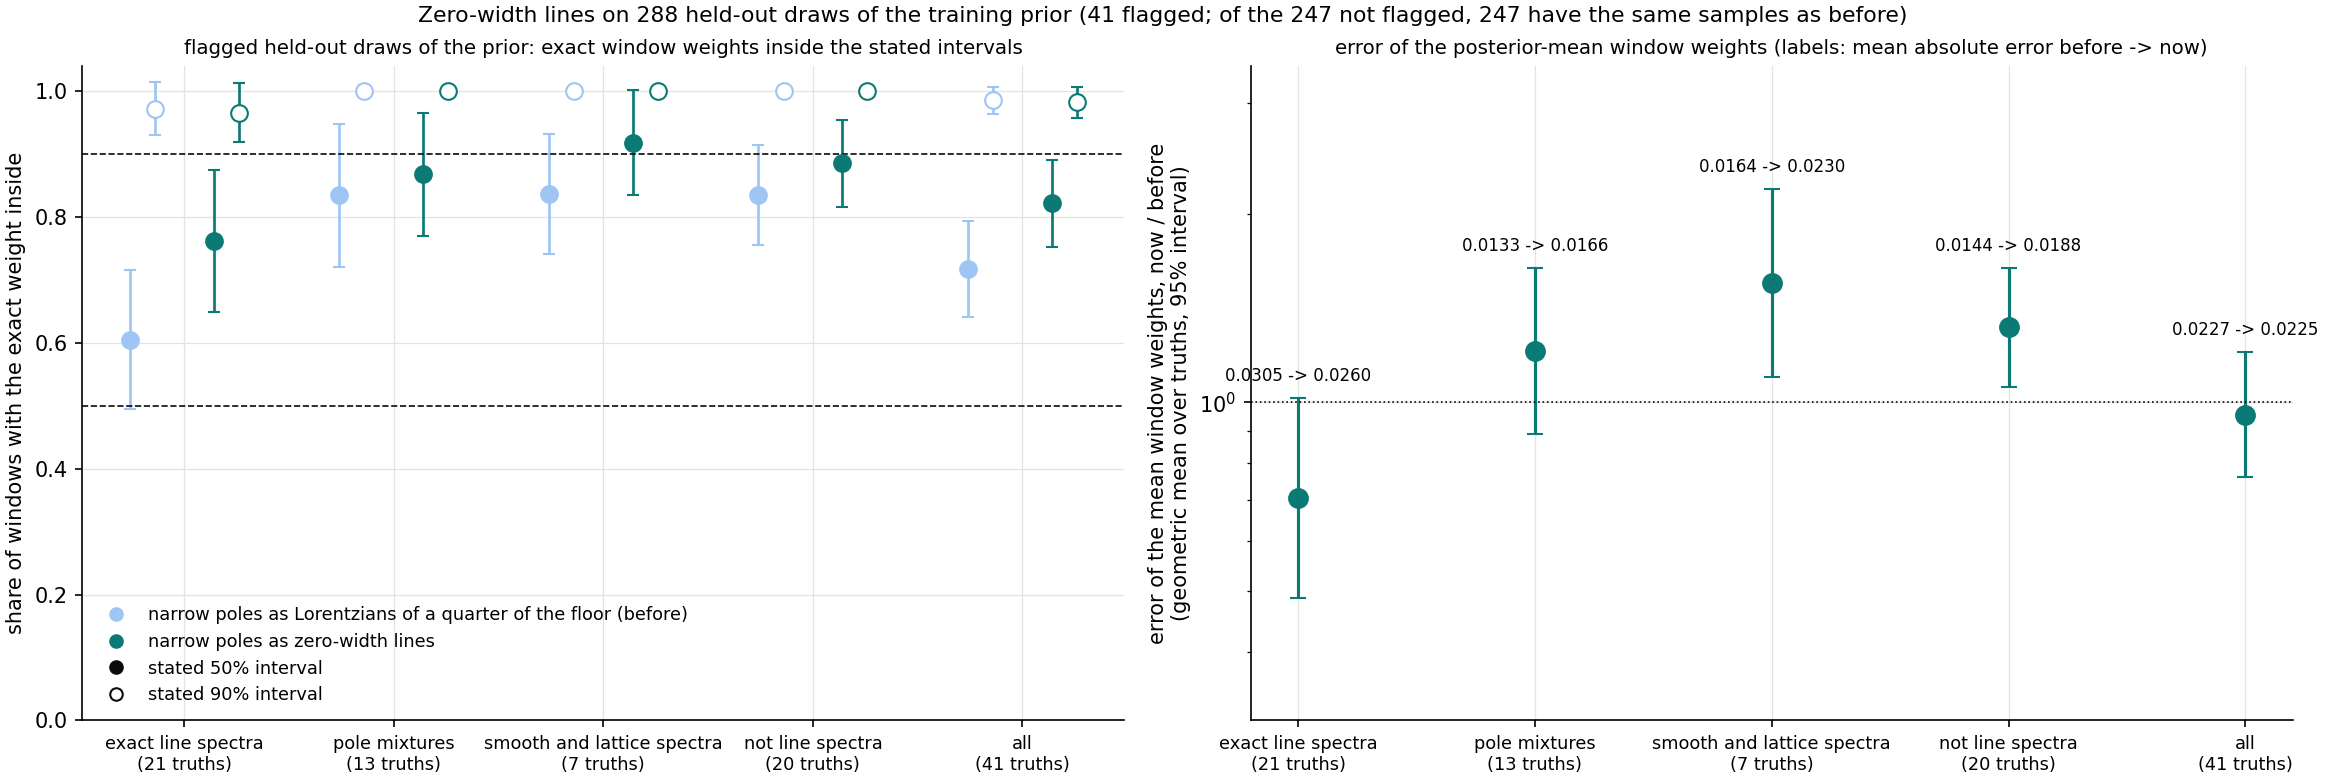 Zero-width lines on 288 held-out draws of the training prior (41 flagged; of the 247 not flagged, 247 have the same samples as before)
flagged held-out draws of the prior: exact window weights inside the stated intervals
share of windows with the exact weight inside
1.0
0.8
0.6
0.4
0.2
0.0
narrow poles as Lorentzians of a quarter of the floor (before)
narrow poles as zero-width lines
stated 50% interval
stated 90% interval
exact line spectra
(21 truths)
pole mixtures
(13 truths)
smooth and lattice spectra
(7 truths)
not line spectra
(20 truths)
all
(41 truths)
error of the posterior-mean window weights (labels: mean absolute error before -> now)
error of the mean window weights, now / before
(geometric mean over truths, 95% interval)
10⁰
0.0305 -> 0.0260
0.0133 -> 0.0166
0.0164 -> 0.0230
0.0144 -> 0.0188
0.0227 -> 0.0225
exact line spectra
(21 truths)
pole mixtures
(13 truths)
smooth and lattice spectra
(7 truths)
not line spectra
(20 truths)
all
(41 truths)